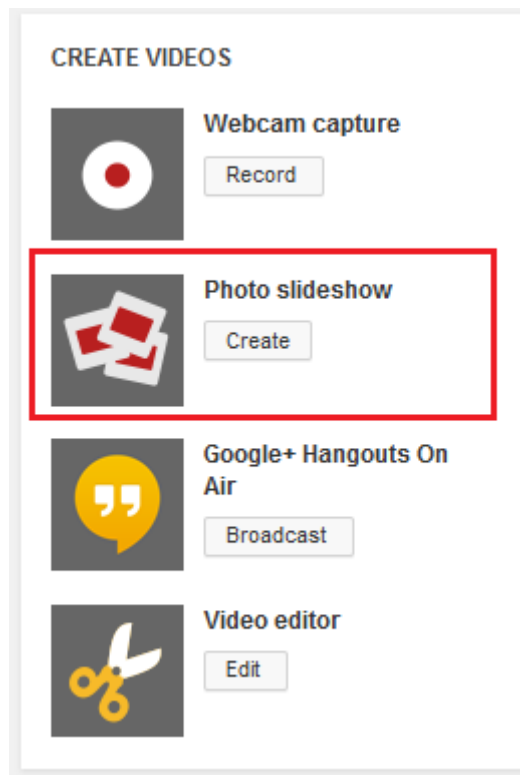 CREATE VIDEOS
Webcam capture
Record
Photo slideshow
Create
Google+ Hangouts On
Air
Broadcast
Video editor
Edit